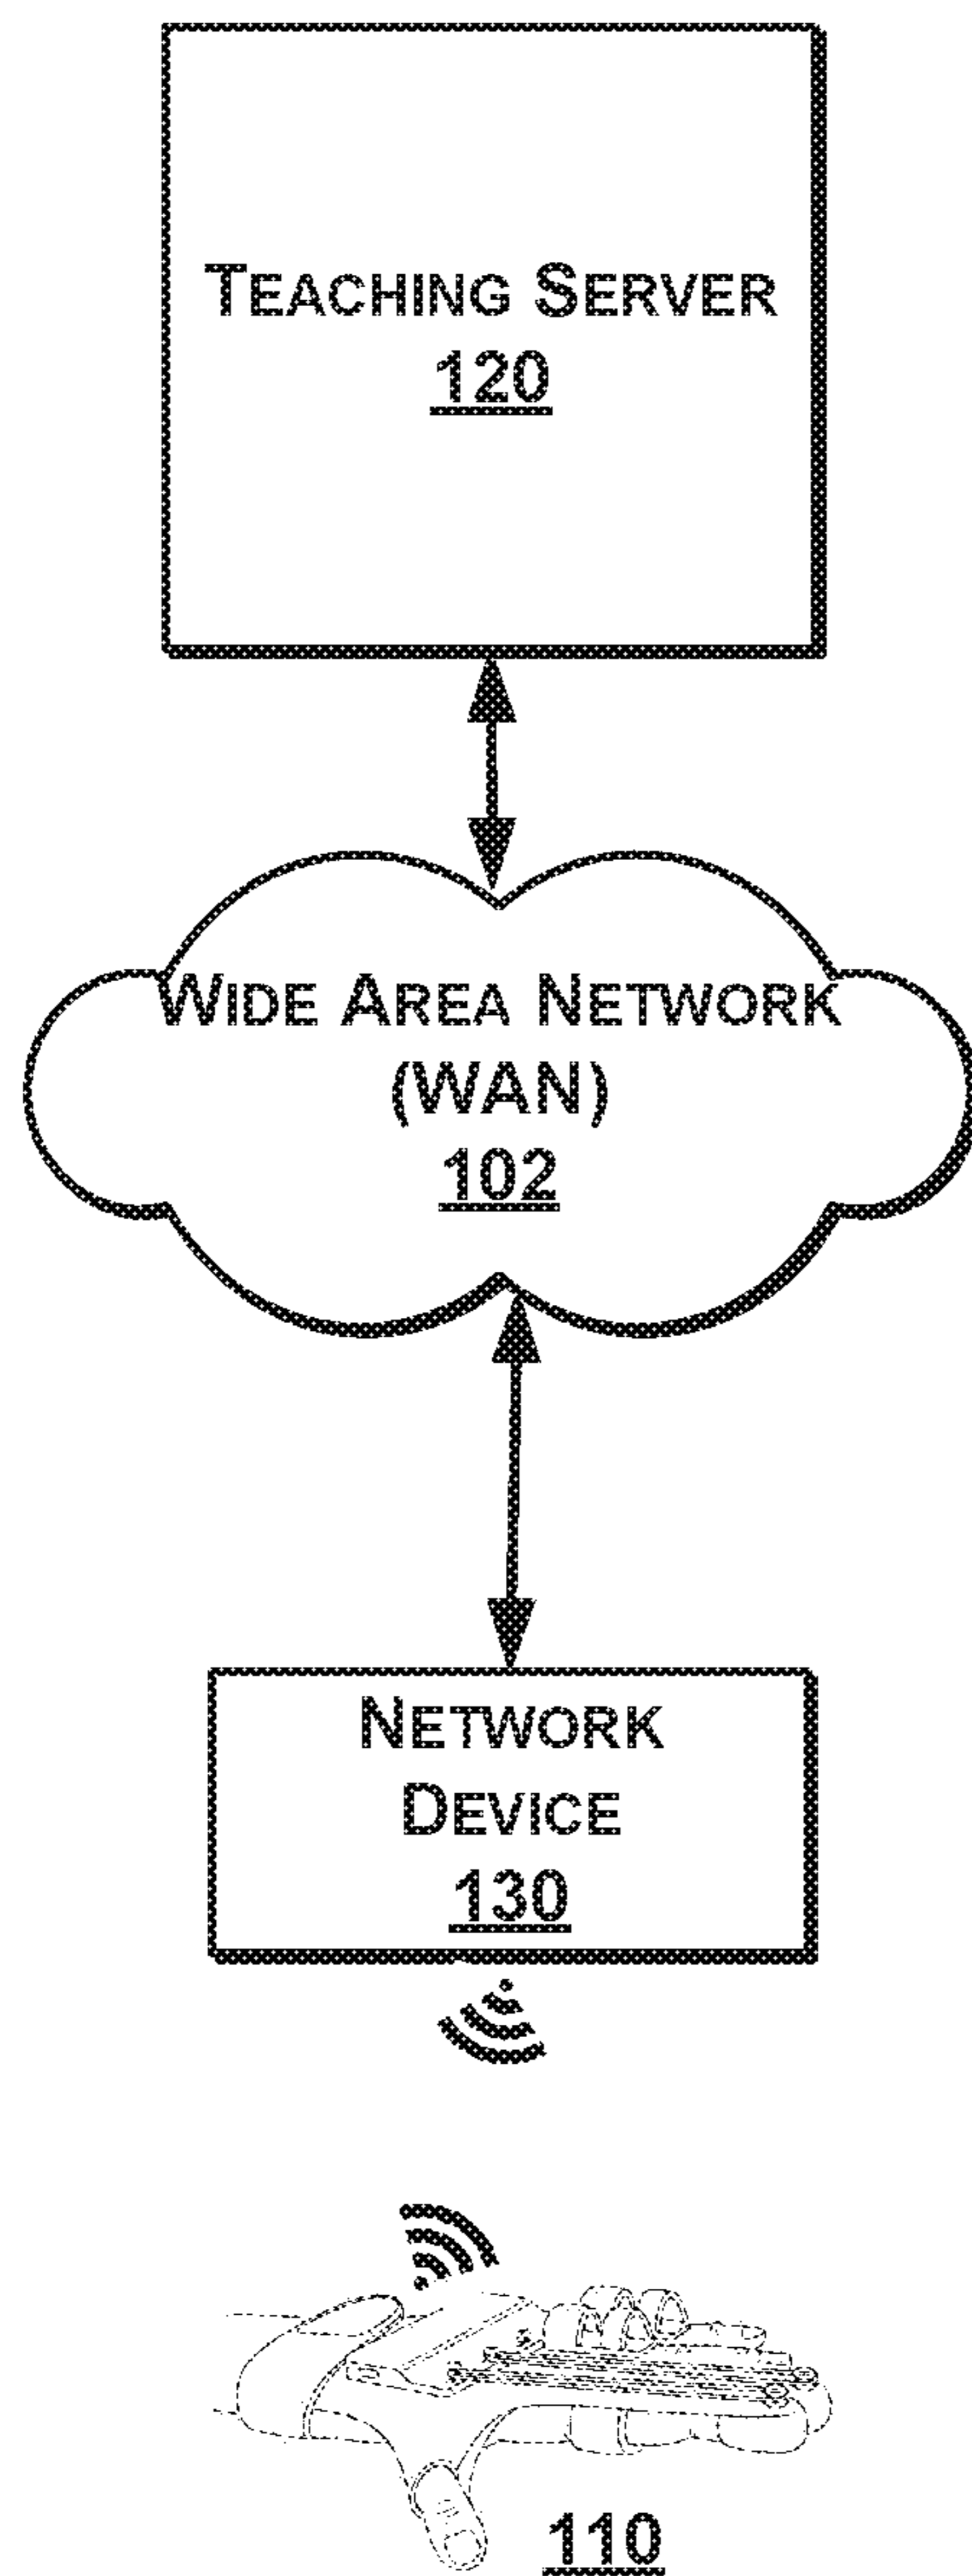 TEACHING SERVER
120
WIDE AREA NETWORK
(WAN)
102
NETWORK
DEVICE
130
110